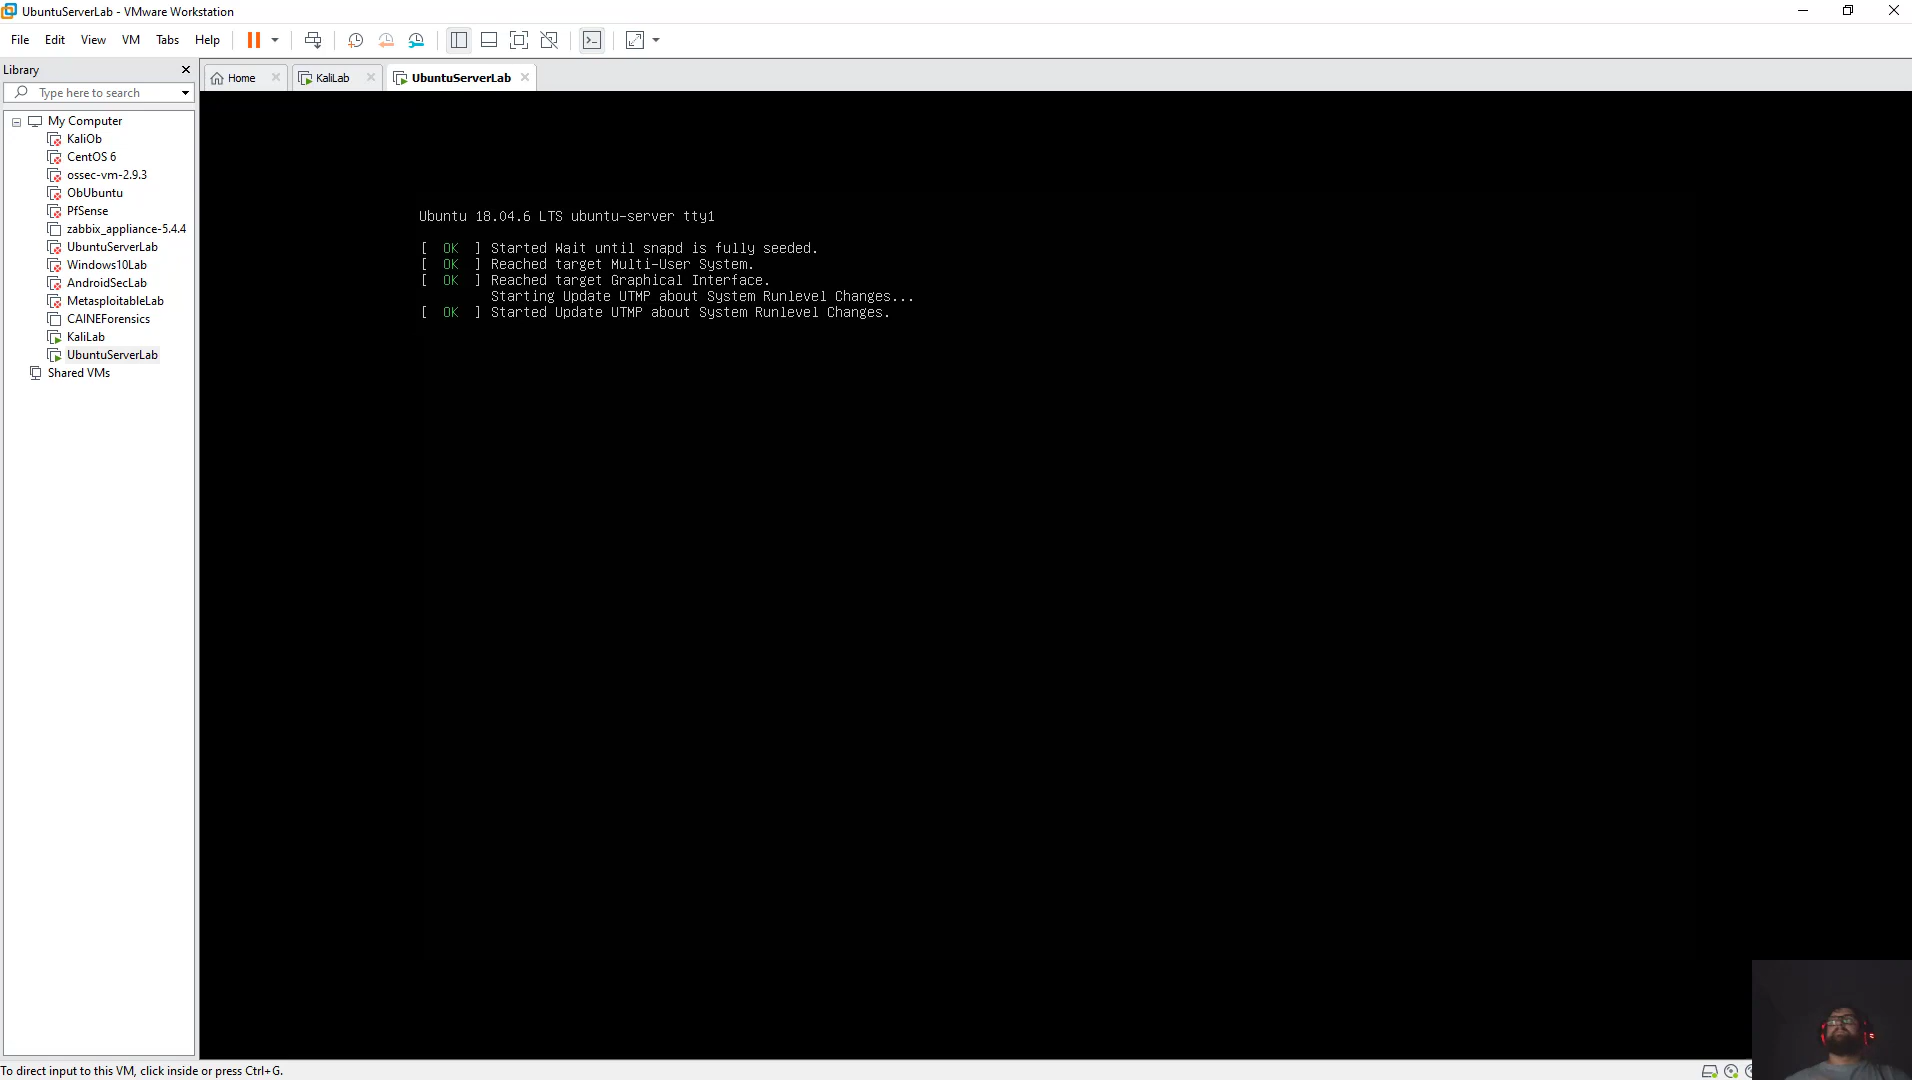 UbuntuServerLab - VMware Workstation
File Edit View VM Tabs Help
Library
Type here to search
My Computer
KaliOb
CentOS 6
ossec-vm-2.9.3
ObUbuntu
PfSense
zabbix_appliance-5.4.4
UbuntuServerLab
Windows10Lab
AndroidSecLab
MetasploitableLab
CAINEForensics
KaliLab
UbuntuServerLab
Shared VMs
Home KaliLab UbuntuServerLab
Ubuntu 18.04.6 LTS ubuntu-server tty1
[ OK ] Started Wait until snapd is fully seeded.
[ OK ] Reached target Multi-User System.
[ OK ] Reached target Graphical Interface.
Starting Update UTMP about System Runlevel Changes...
[ OK ] Started Update UTMP about System Runlevel Changes.
To direct input to this VM, click inside or press Ctrl+G.